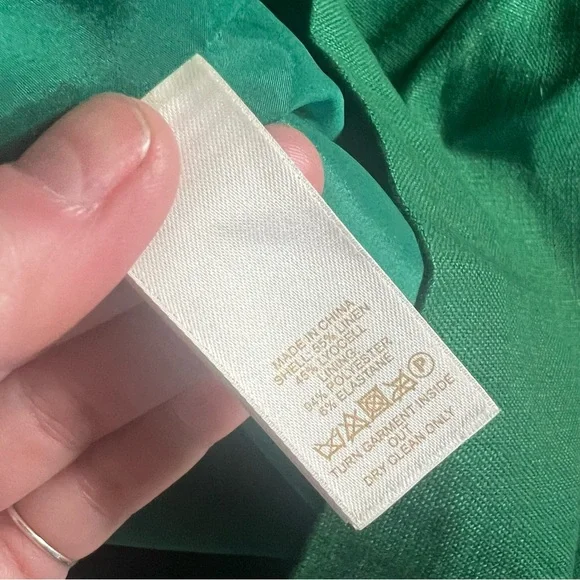 MADE IN CHINA
SHELL: 55% LINEN
45% LYOCELL
LINING:
94% POLYESTER
6% ELASTANE
P
TURN GARMENT INSIDE
OUT
DRY CLEAN ONLY